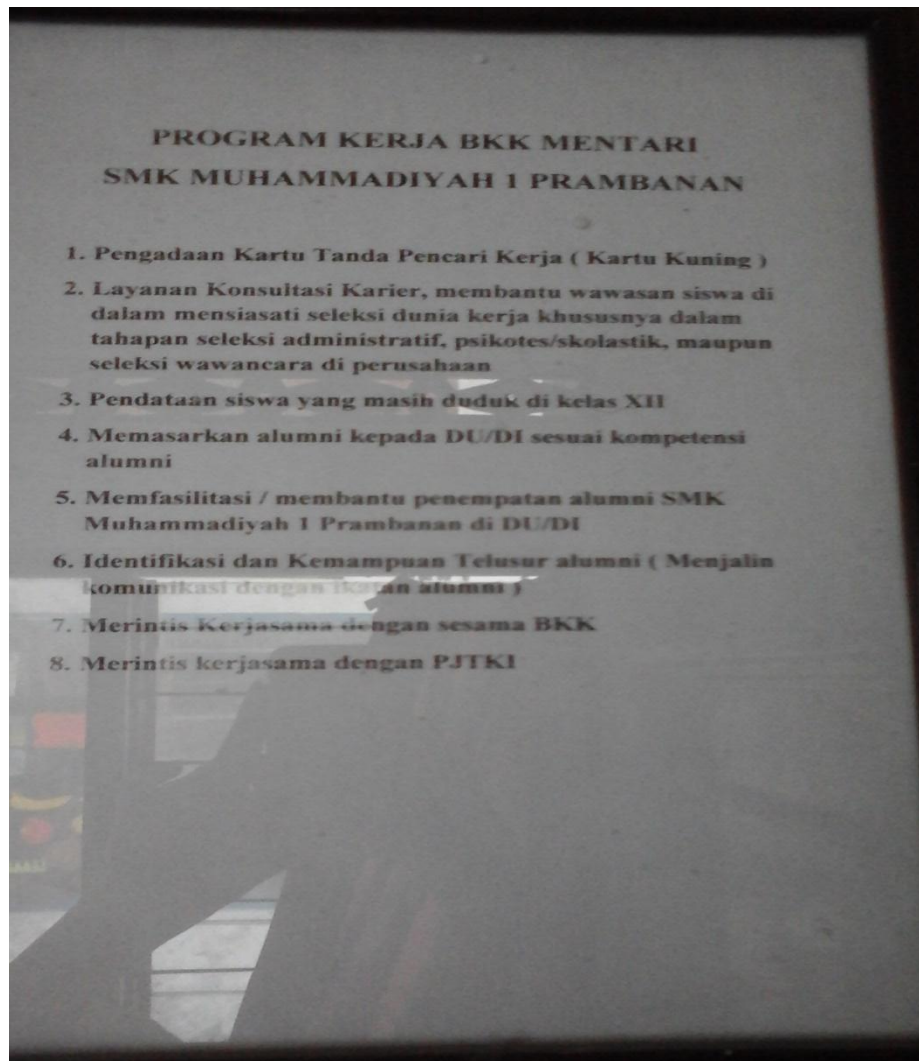 PROGRAM KERJA BKK MENTARI
SMK MUHAMMADIYAH 1 PRAMBANAN
1. Pengadaan Kartu Tanda Pencari Kerja ( Kartu Kuning )
2. Layanan Konsultasi Karier, membantu wawasan siswa di
dalam mensiasati seleksi dunia kerja khususnya dalam
tahapan seleksi administratif, psikotes/skolastik, maupun
seleksi wawancara di perusahaan
3. Pendataan siswa yang masih duduk di kelas XII
4. Memasarkan alumni kepada DU/DI sesuai kompetensi
alumni
5. Memfasilitasi / membantu penempatan alumni SMK
Muhammadiyah 1 Prambanan di DU/DI
6. Identifikasi dan Kemampuan Telusur alumni ( Menjalin
komunikasi dengan ikatan alumni )
7. Merintis Kerjasama dengan sesama BKK
8. Merintis kerjasama dengan PJTKI